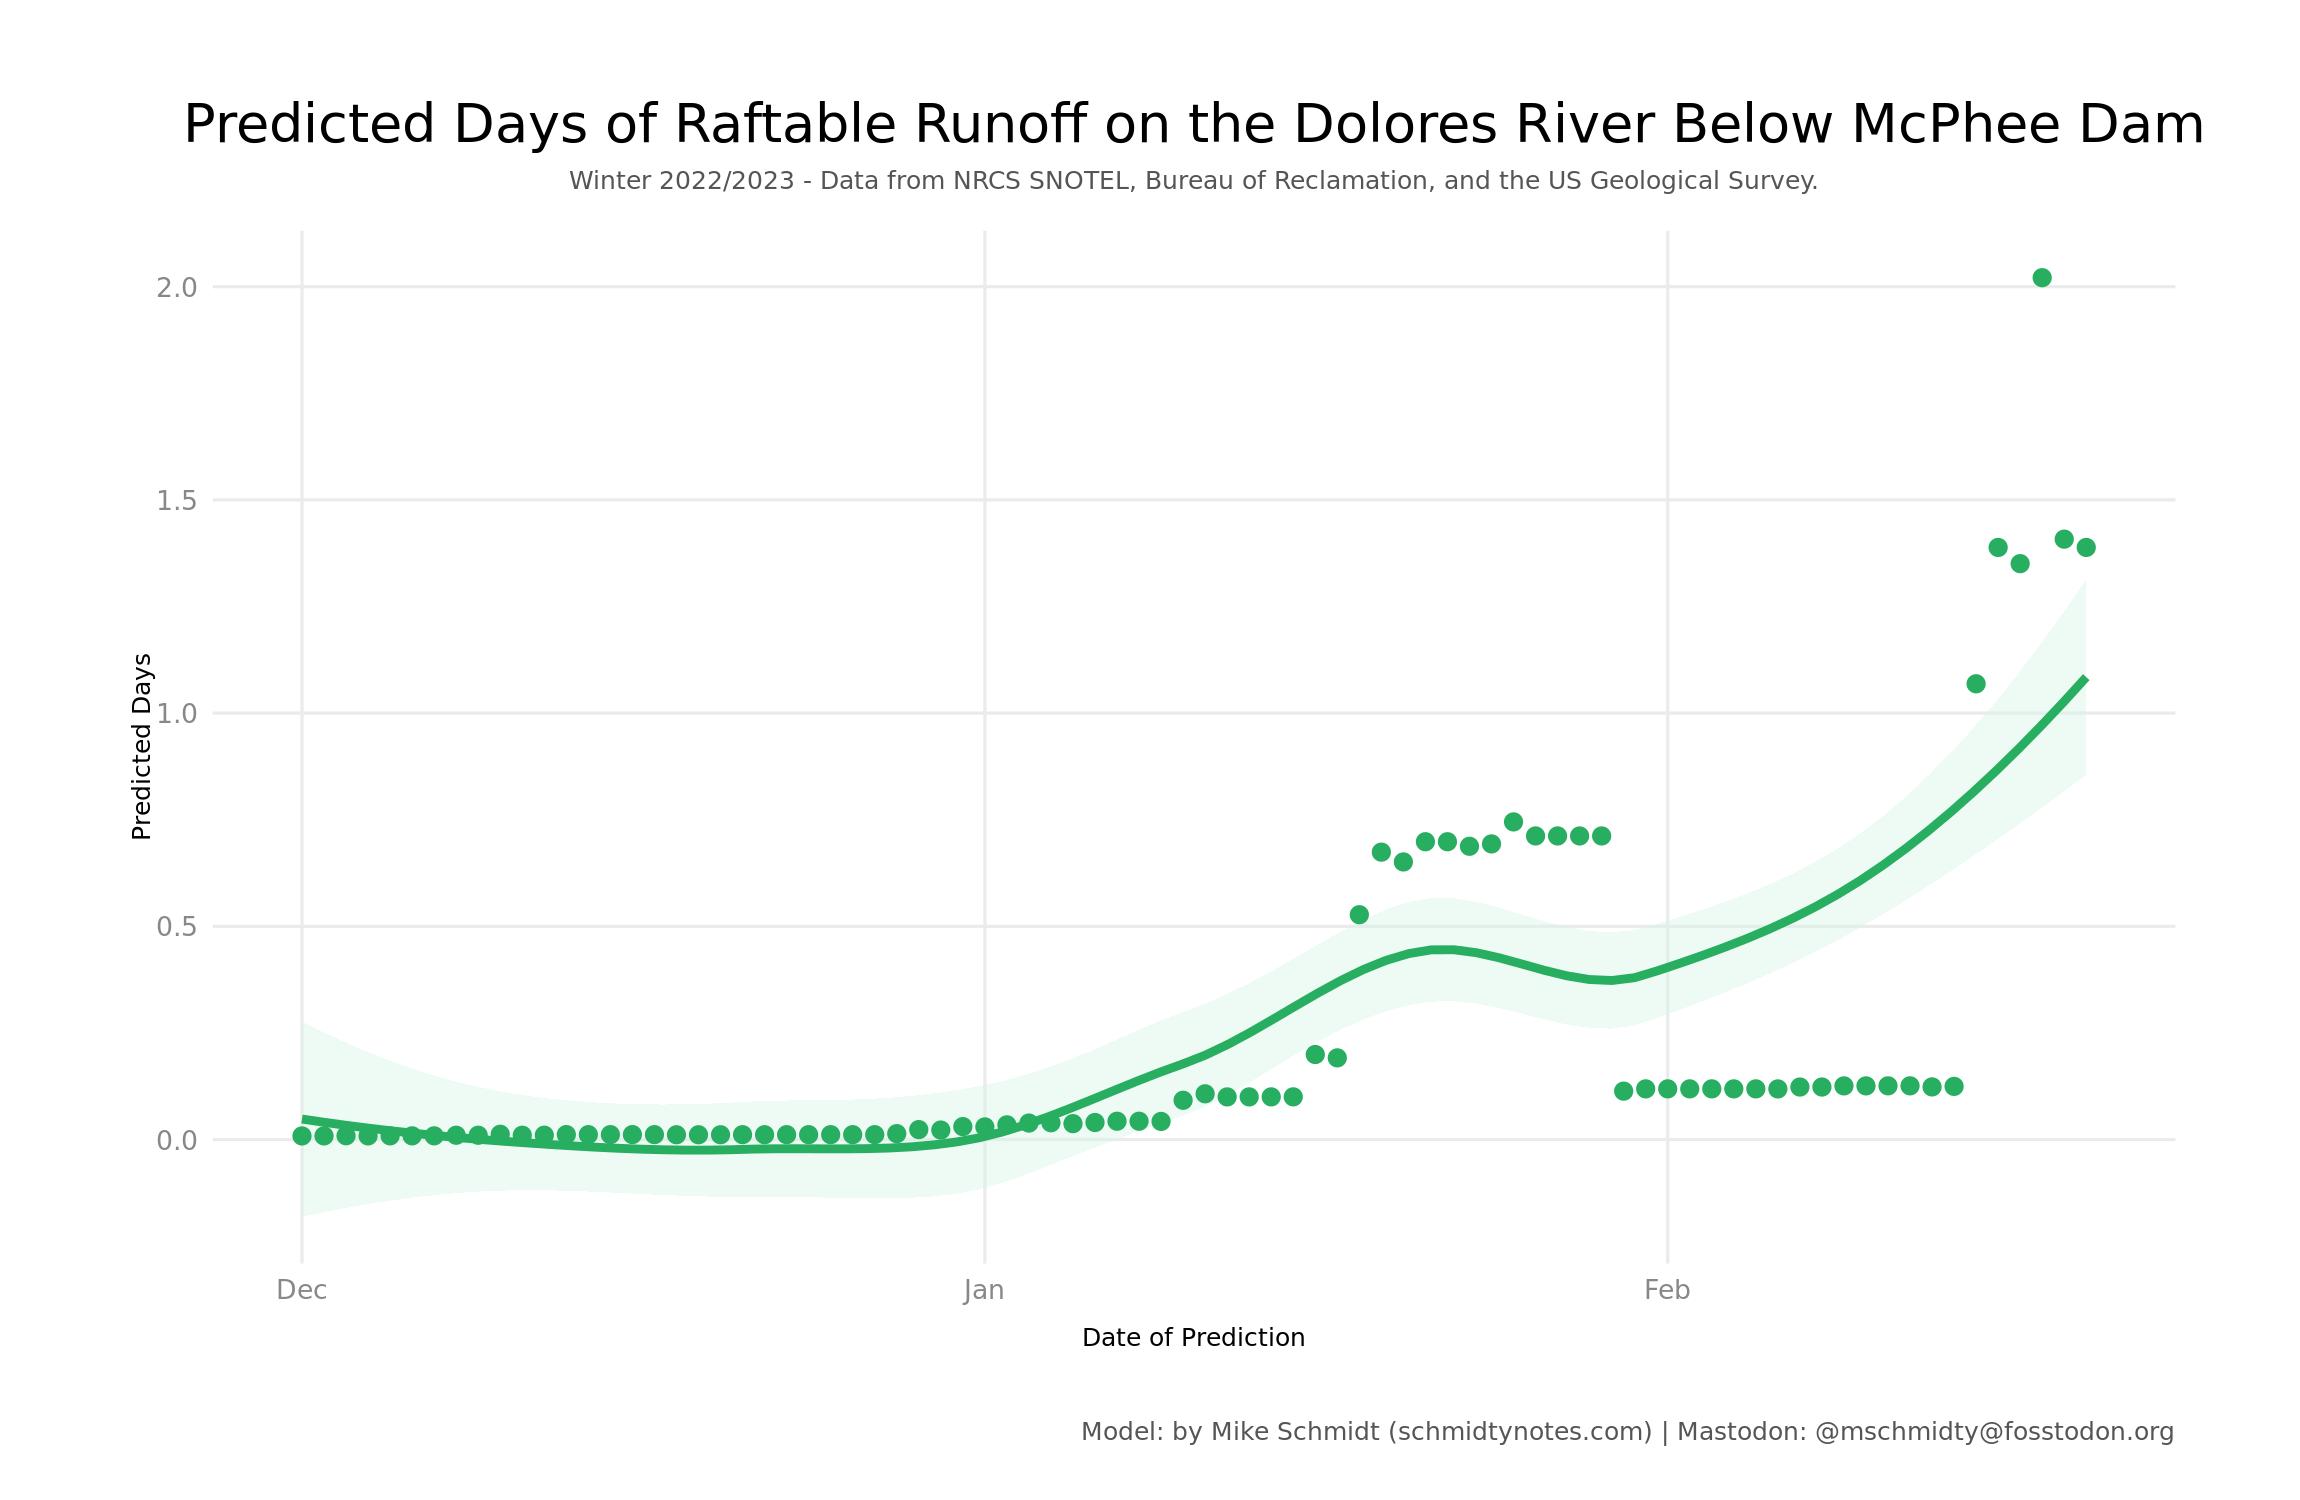 Predicted Days of Raftable Runoff on the Dolores River Below McPhee Dam
Winter 2022/2023 - Data from NRCS SNOTEL, Bureau of Reclamation, and the US Geological Survey.
Predicted Days
2.0
1.5
1.0
0.5
0.0
Dec
Jan
Feb
Date of Prediction
Model: by Mike Schmidt (schmidtynotes.com) | Mastodon: @mschmidty@fosstodon.org